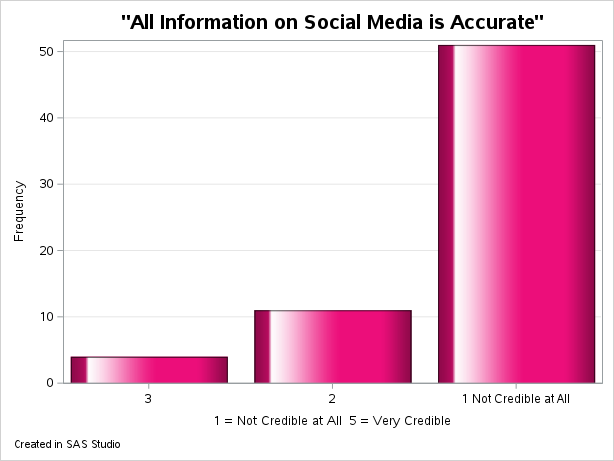 "All Information on Social Media is Accurate"
50
40
30
20
10
0
Frequency
3 2 1 Not Credible at All
1 = Not Credible at All  5 = Very Credible
Created in SAS Studio